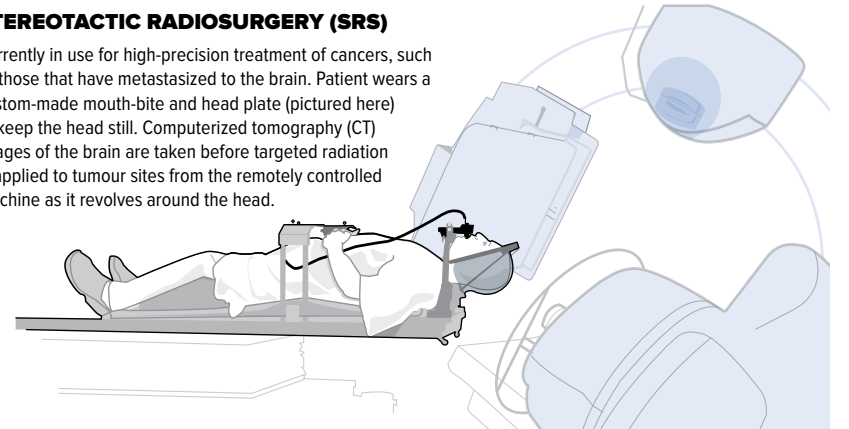 TEREOTACTIC RADIOSURGERY (SRS)
rrently in use for high-precision treatment of cancers, such
those that have metastasized to the brain. Patient wears a
stom-made mouth-bite and head plate (pictured here)
keep the head still. Computerized tomography (CT)
ages of the brain are taken before targeted radiation
applied to tumour sites from the remotely controlled
chine as it revolves around the head.